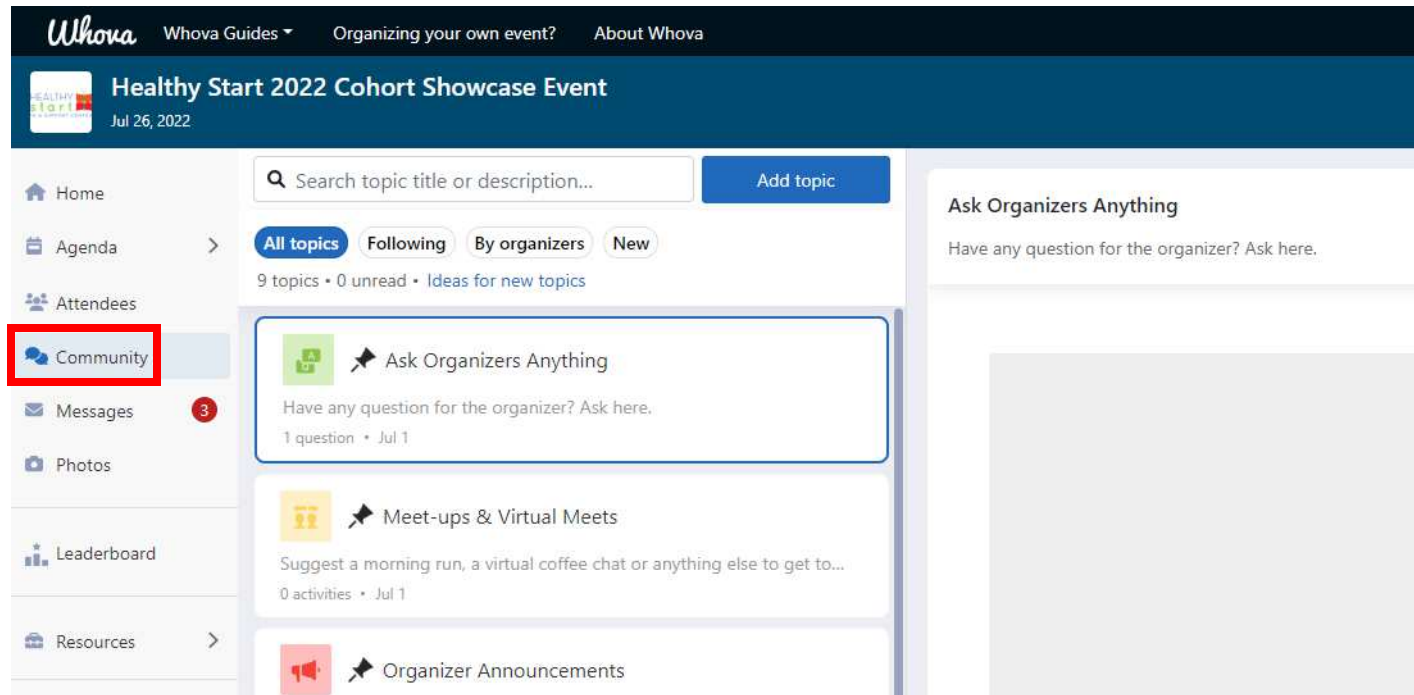 Whova Whova Guides Organizing your own event? About Whova
HEALTHY
start
Healthy Start 2022 Cohort Showcase Event
Jul 26, 2022
Home
Agenda
Attendees
Community
Messages 3
Photos
Leaderboard
Resources
Search topic title or description... Add topic
All topics Following By organizers New
9 topics • 0 unread • Ideas for new topics
Ask Organizers Anything
Have any question for the organizer? Ask here.
1 question • Jul 1
Meet-ups & Virtual Meets
Suggest a morning run, a virtual coffee chat or anything else to get to...
0 activities • Jul 1
Organizer Announcements
Ask Organizers Anything
Have any question for the organizer? Ask here.